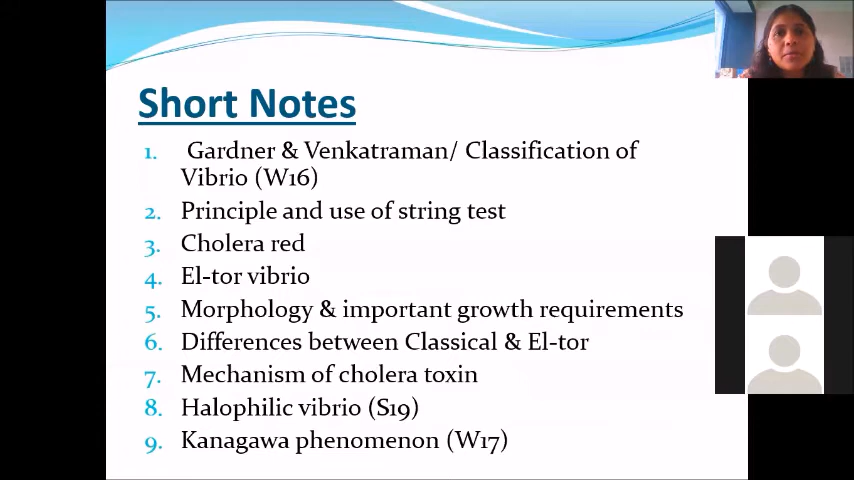 Short Notes
1. Gardner & Venkatraman/ Classification of
Vibrio (W16)
2. Principle and use of string test
3. Cholera red
4. El-tor vibrio
5. Morphology & important growth requirements
6. Differences between Classical & El-tor
7. Mechanism of cholera toxin
8. Halophilic vibrio (S19)
9. Kanagawa phenomenon (W17)